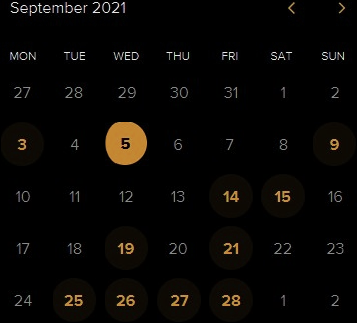 September 2021
MON TUE WED THU FRI SAT SUN
27 28 29 30 31 1 2
3 4 5 6 7 8 9
10 11 12 13 14 15 16
17 18 19 20 21 22 23
24 25 26 27 28 1 2